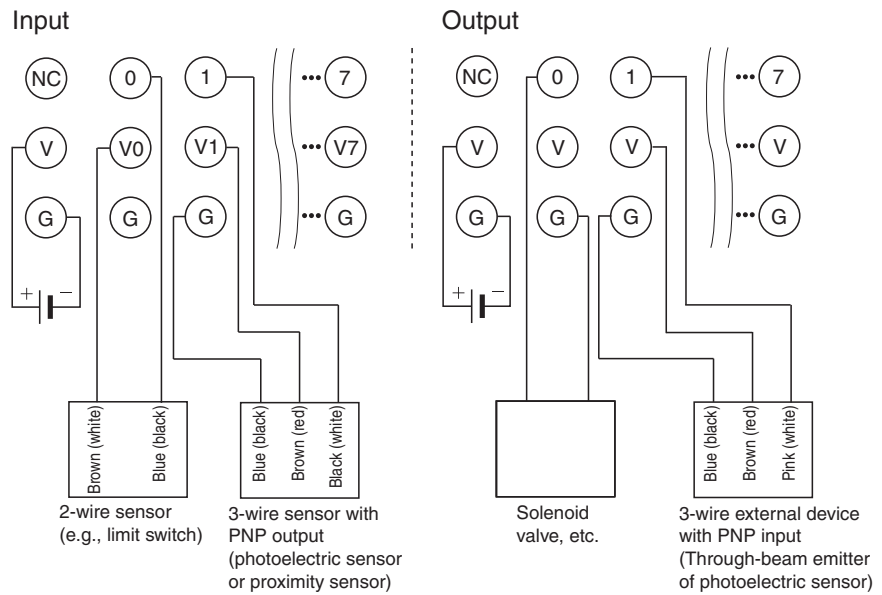 Input
Output
NC 0 1 ••• 7
NC 0 1 ••• 7
V V0 V1 ••• V7
V V V ••• V
G G G ••• G
G G G ••• G
+ −
+ −
Brown (white)
Blue (black)
Blue (black)
Brown (red)
Black (white)
Blue (black)
Brown (red)
Pink (white)
2-wire sensor
(e.g., limit switch)
3-wire sensor with
PNP output
(photoelectric sensor
or proximity sensor)
Solenoid
valve, etc.
3-wire external device
with PNP input
(Through-beam emitter
of photoelectric sensor)